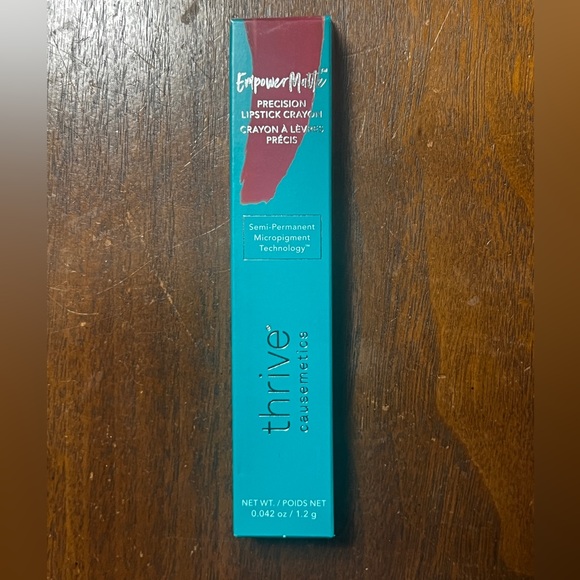 EmpowerMatte™
PRECISION
LIPSTICK CRAYON
CRAYON À LÈVRES
PRÉCIS
Semi-Permanent
Micropigment
Technology™
thrive
causemetics
NET WT. / POIDS NET
0.042 oz / 1.2 g